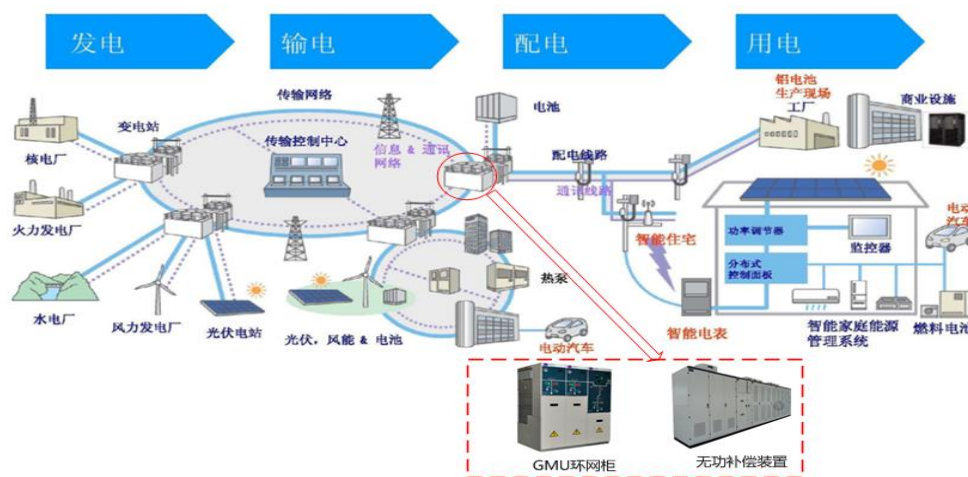 发电
输电
配电
用电
传输网络
变电站
核电厂
传输控制中心
信息 & 通讯
网络
电池
配电线路
通讯线路
铝电池
生产现场
工厂
商业设施
火力发电厂
水电厂
风力发电厂
光伏电站
光伏，风能 & 电池
热泵
电动汽车
智能住宅
智能电表
功率调节器
分布式
控制面板
监控器
电动
汽车
智能家庭能源
管理系统
燃料电池
GMU环网柜
无功补偿装置